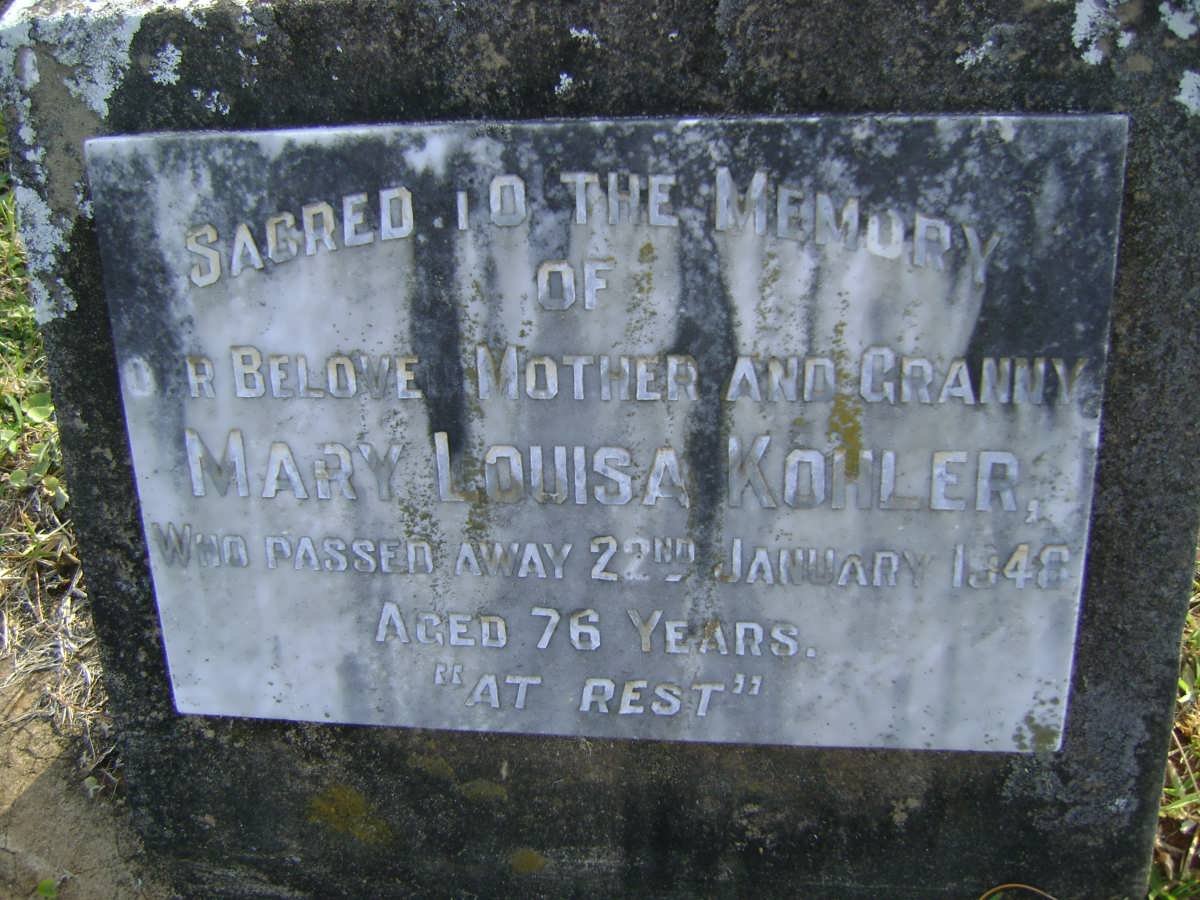 SACRED TO THE MEMORY
OF
OUR BELOVED MOTHER AND GRANNY
MARY LOUISA KOHLER,
WHO PASSED AWAY 22ND JANUARY 1948
AGED 76 YEARS.
"AT REST"